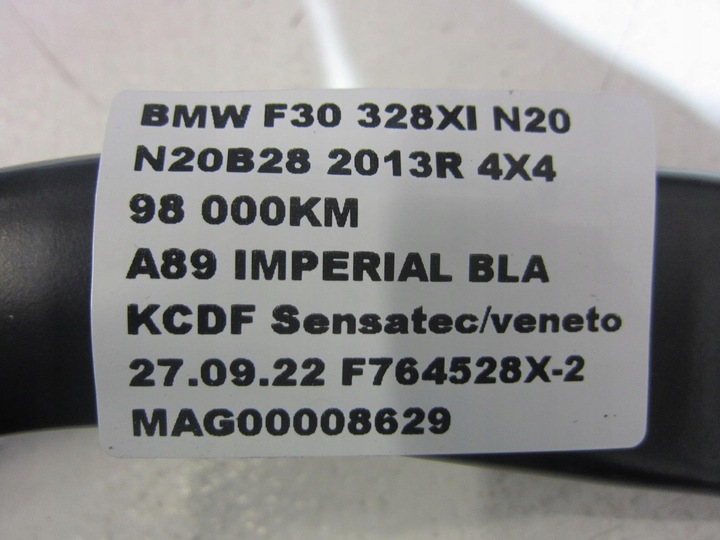 BMW F30 328XI N20
N20B28 2013R 4X4
98 000KM
A89 IMPERIAL BLA
KCDF Sensatec/veneto
27.09.22 F764528X-2
MAG00008629